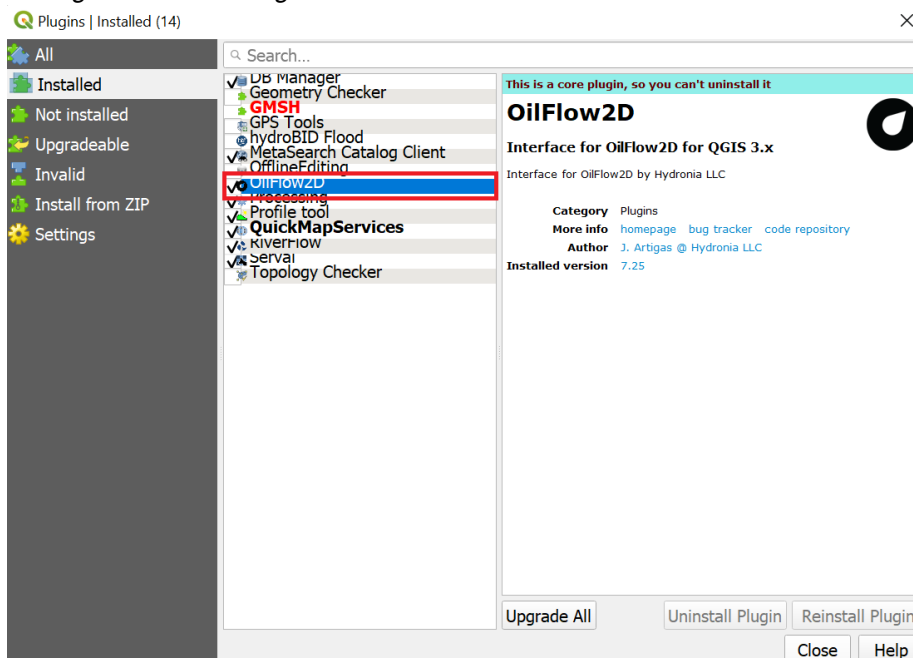 Plugins | Installed (14)
All
Installed
Not installed
Upgradeable
Invalid
Install from ZIP
Settings
Search...
DB Manager
Geometry Checker
GMSH
GPS Tools
hydroBID Flood
MetaSearch Catalog Client
OfflineEditing
OilFlow2D
Processing
Profile tool
QuickMapServices
RiverFlow
Serval
Topology Checker
This is a core plugin, so you can't uninstall it
OilFlow2D
Interface for OilFlow2D for QGIS 3.x
Interface for OilFlow2D by Hydronia LLC
Category Plugins
More info homepage bug tracker code repository
Author J. Artigas @ Hydronia LLC
Installed version 7.25
Upgrade All Uninstall Plugin Reinstall Plugin
Close Help